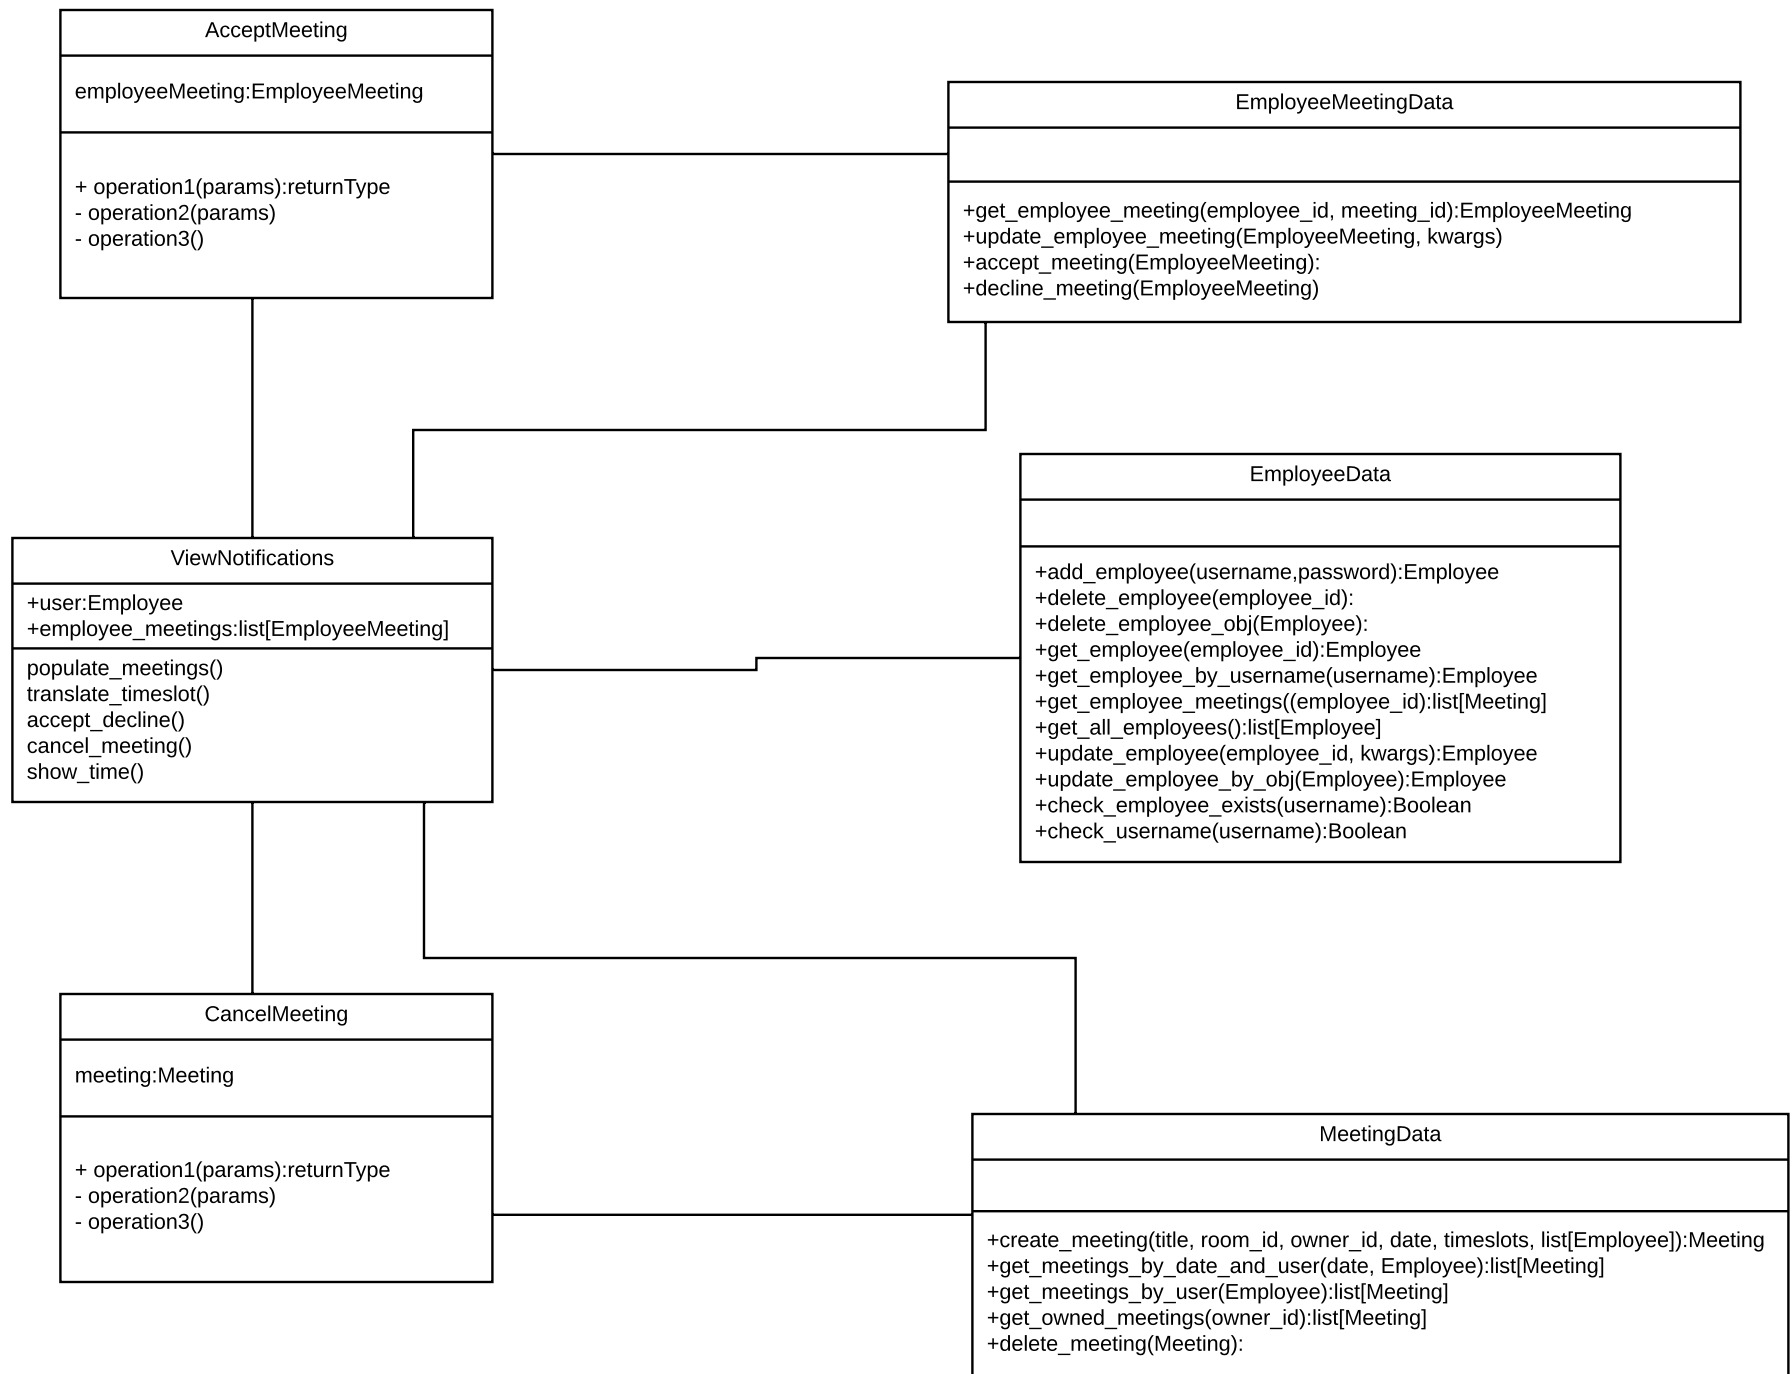 AcceptMeeting
employeeMeeting:EmployeeMeeting
+ operation1(params):returnType
- operation2(params)
- operation3()
EmployeeMeetingData
+get_employee_meeting(employee_id, meeting_id):EmployeeMeeting
+update_employee_meeting(EmployeeMeeting, kwargs)
+accept_meeting(EmployeeMeeting):
+decline_meeting(EmployeeMeeting)
ViewNotifications
+user:Employee
+employee_meetings:list[EmployeeMeeting]
populate_meetings()
translate_timeslot()
accept_decline()
cancel_meeting()
show_time()
EmployeeData
+add_employee(username,password):Employee
+delete_employee(employee_id):
+delete_employee_obj(Employee):
+get_employee(employee_id):Employee
+get_employee_by_username(username):Employee
+get_employee_meetings((employee_id):list[Meeting]
+get_all_employees():list[Employee]
+update_employee(employee_id, kwargs):Employee
+update_employee_by_obj(Employee):Employee
+check_employee_exists(username):Boolean
+check_username(username):Boolean
CancelMeeting
meeting:Meeting
+ operation1(params):returnType
- operation2(params)
- operation3()
MeetingData
+create_meeting(title, room_id, owner_id, date, timeslots, list[Employee]):Meeting
+get_meetings_by_date_and_user(date, Employee):list[Meeting]
+get_meetings_by_user(Employee):list[Meeting]
+get_owned_meetings(owner_id):list[Meeting]
+delete_meeting(Meeting):